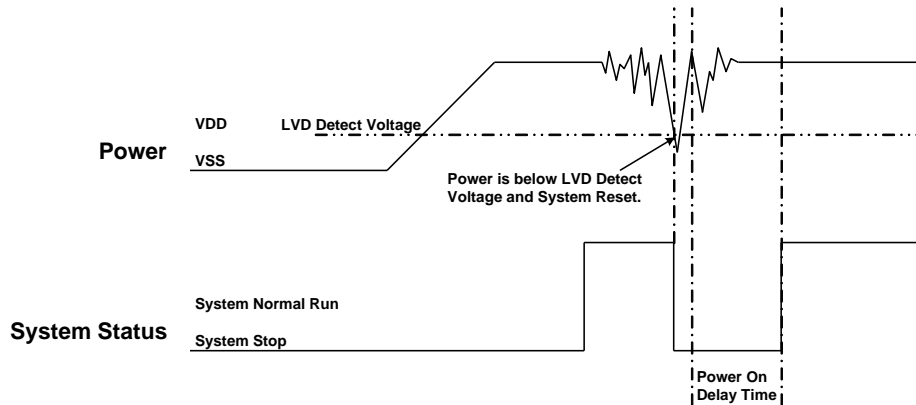 VDD
LVD Detect Voltage
Power
VSS
Power is below LVD Detect
Voltage and System Reset.
System Normal Run
System Status
System Stop
Power On
Delay Time